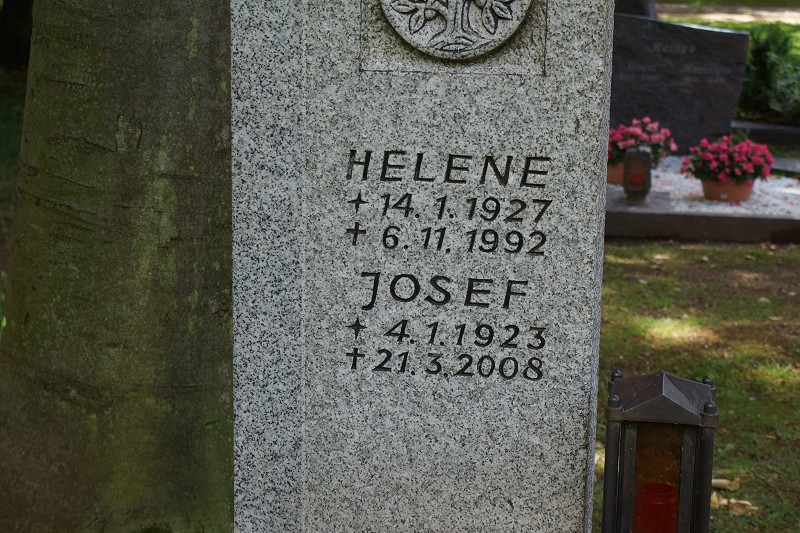 HELENE
✦ 14. 1. 1927
✝ 6. 11. 1992
JOSEF
✦ 4. 1. 1923
✝ 21. 3. 2008